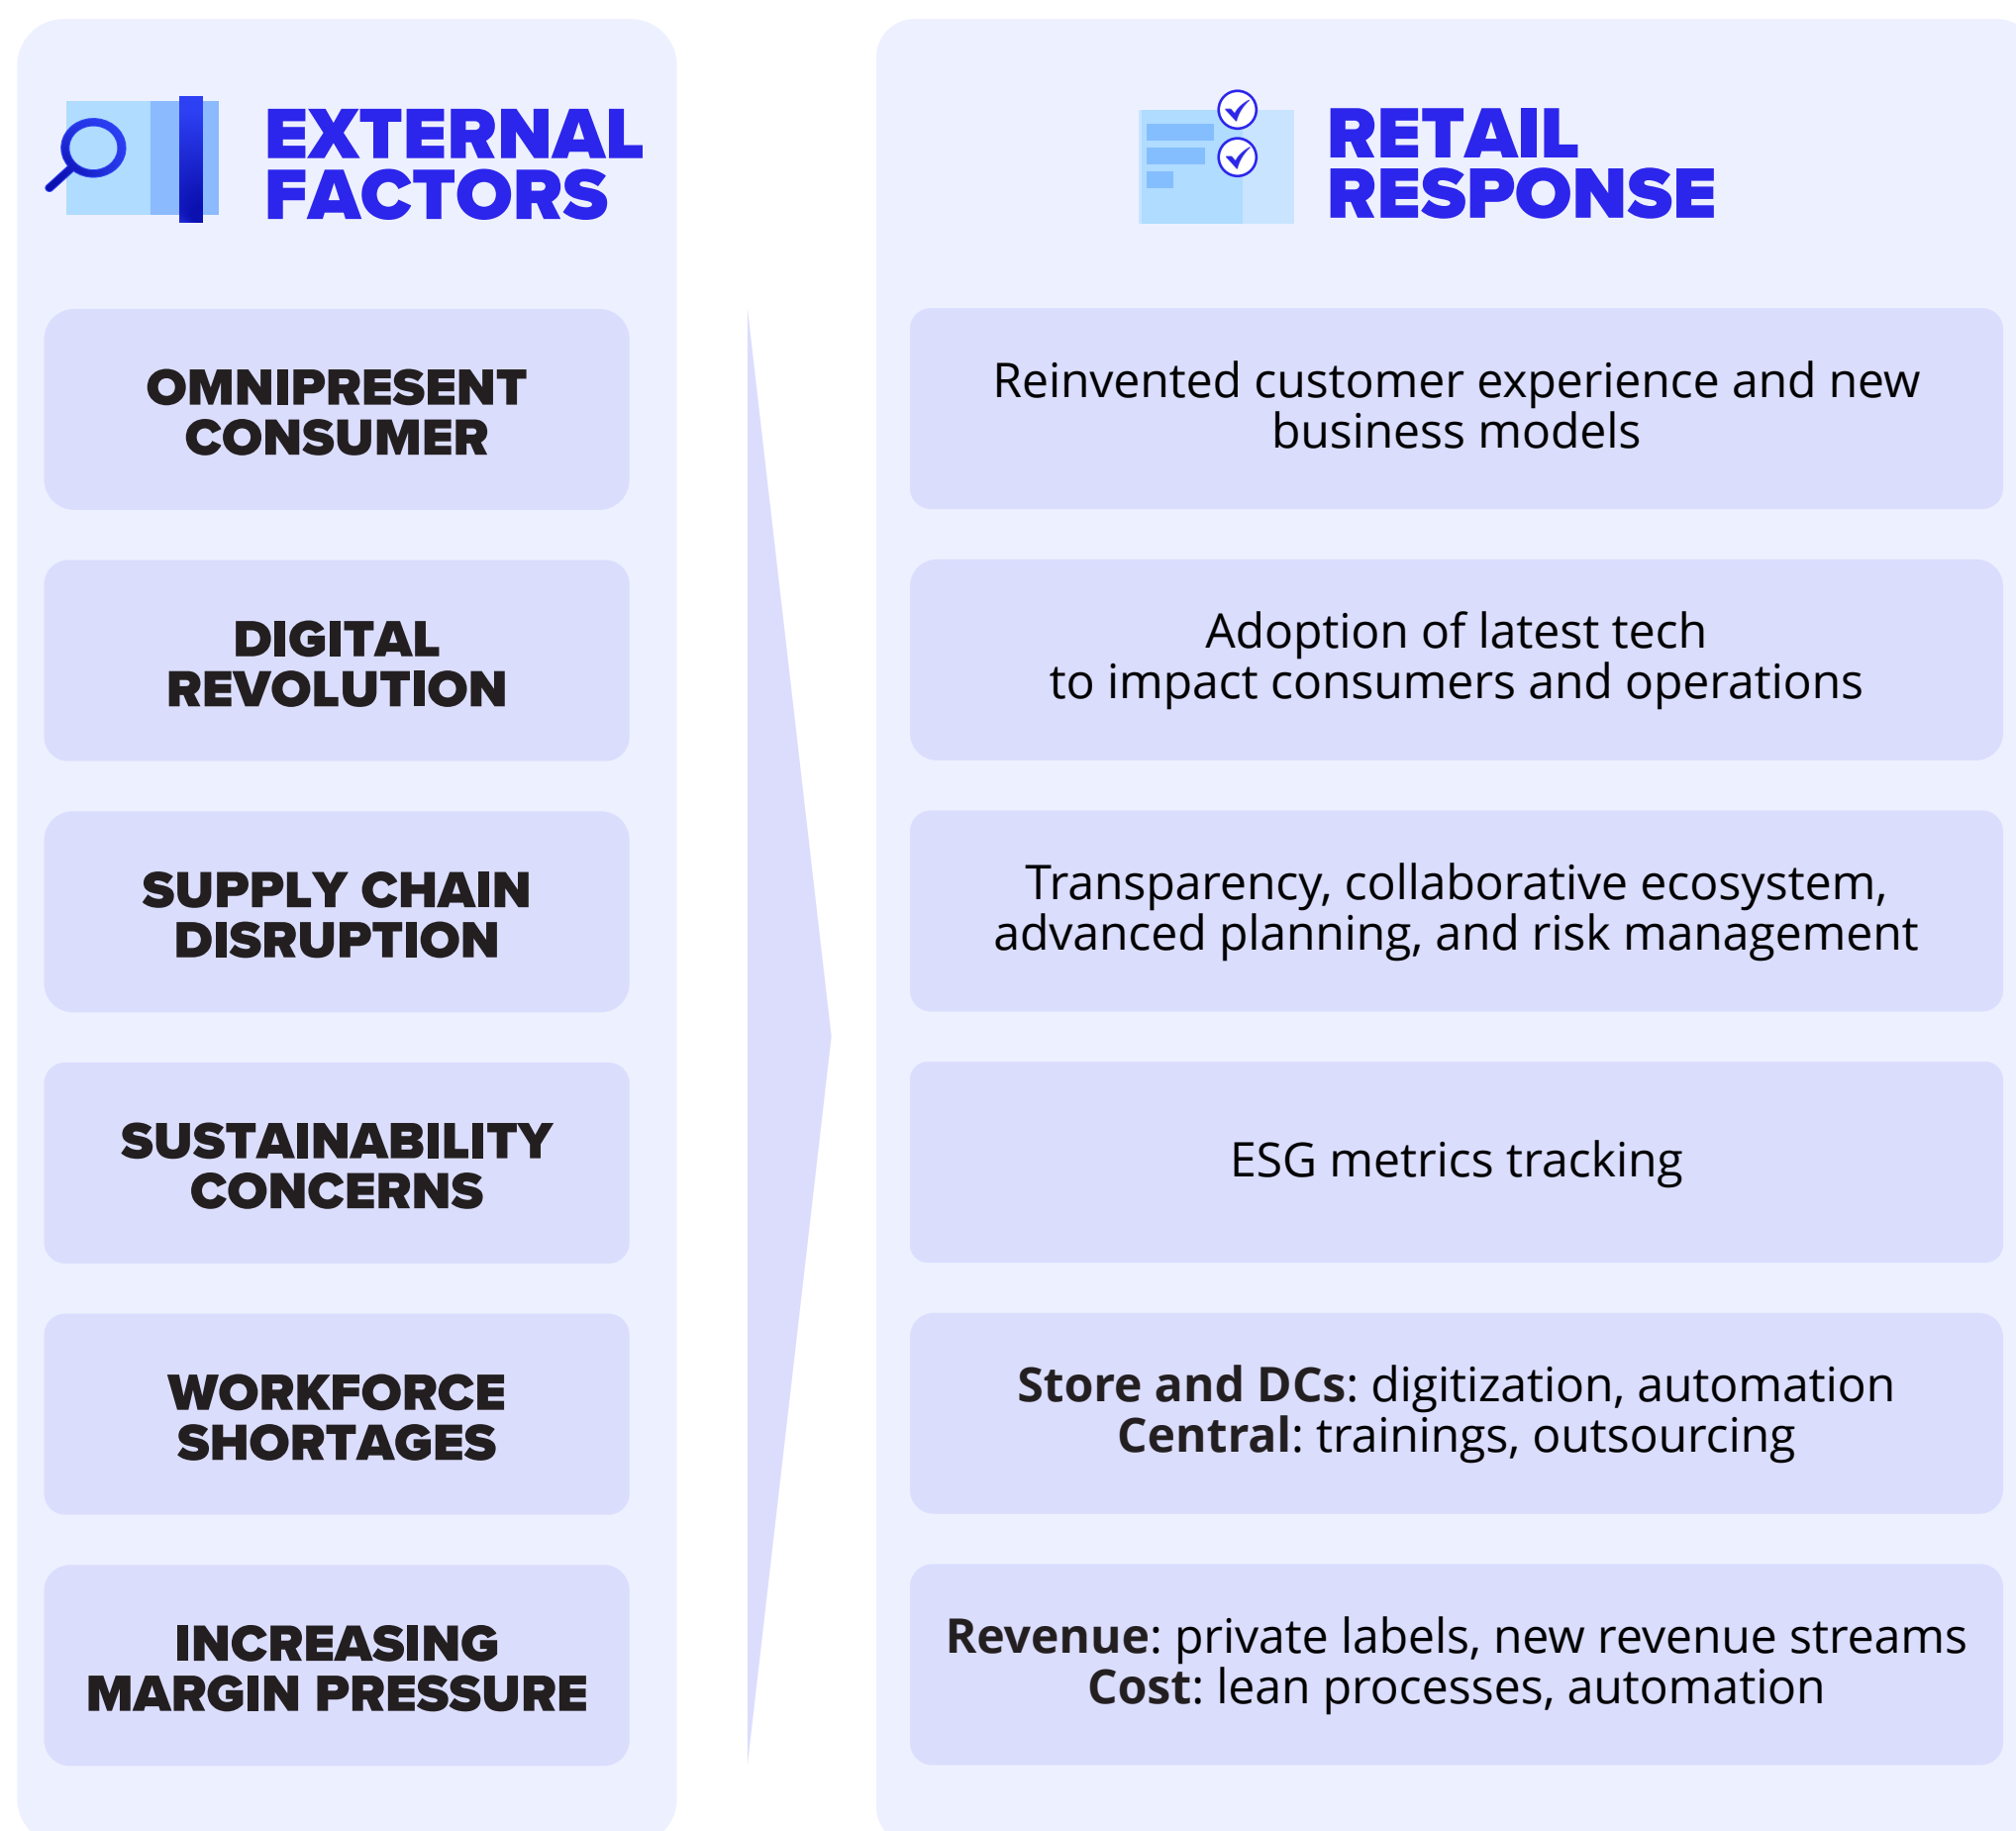 EXTERNAL
FACTORS
RETAIL
RESPONSE
OMNIPRESENT
CONSUMER
Reinvented customer experience and new
business models
DIGITAL
REVOLUTION
Adoption of latest tech
to impact consumers and operations
SUPPLY CHAIN
DISRUPTION
Transparency, collaborative ecosystem,
advanced planning, and risk management
SUSTAINABILITY
CONCERNS
ESG metrics tracking
WORKFORCE
SHORTAGES
Store and DCs: digitization, automation
Central: trainings, outsourcing
INCREASING
MARGIN PRESSURE
Revenue: private labels, new revenue streams
Cost: lean processes, automation